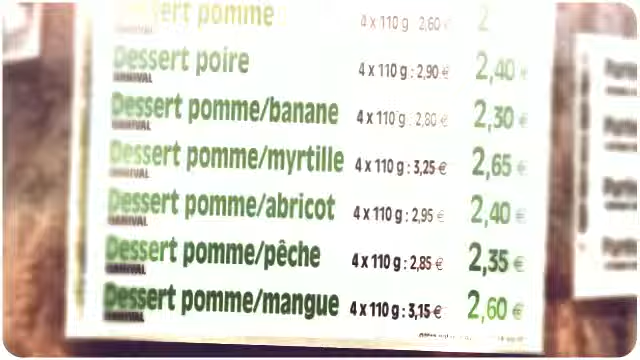 Dessert pomme 4 x 110 g : 2,60 € 2
Dessert poire 4 x 110 g : 2,90 € 2,40 €
Dessert pomme/banane 4 x 110 g : 2,80 € 2,30 €
Dessert pomme/myrtille 4 x 110 g : 3,25 € 2,65 €
Dessert pomme/abricot 4 x 110 g : 2,95 € 2,40 €
Dessert pomme/pêche 4 x 110 g : 2,85 € 2,35 €
Dessert pomme/mangue 4 x 110 g : 3,15 € 2,60 €